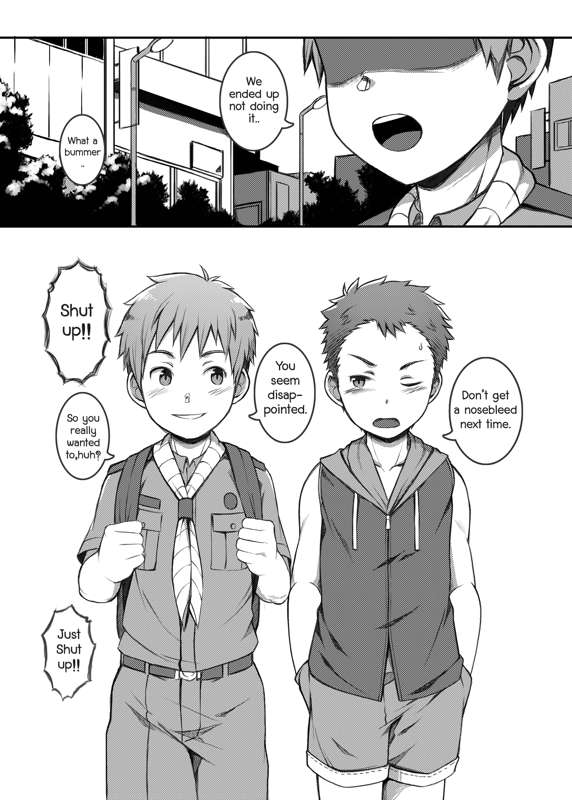 We
ended up
not doing
it..
What a
bummer
..
Shut
up!!
You
seem
disap-
pointed.
Don't get
a nosebleed
next time.
So you
really
wanted
to,huh?
Just
Shut
up!!